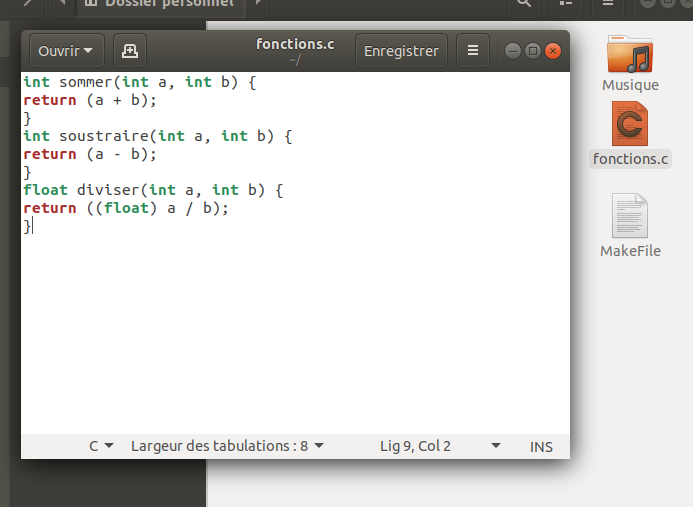 Dossier personnel
Ouvrir
fonctions.c
~/
Enregistrer
int sommer(int a, int b) {
return (a + b);
}
int soustraire(int a, int b) {
return (a - b);
}
float diviser(int a, int b) {
return ((float) a / b);
}
C
Largeur des tabulations : 8
Lig 9, Col 2
INS
Musique
fonctions.c
MakeFile